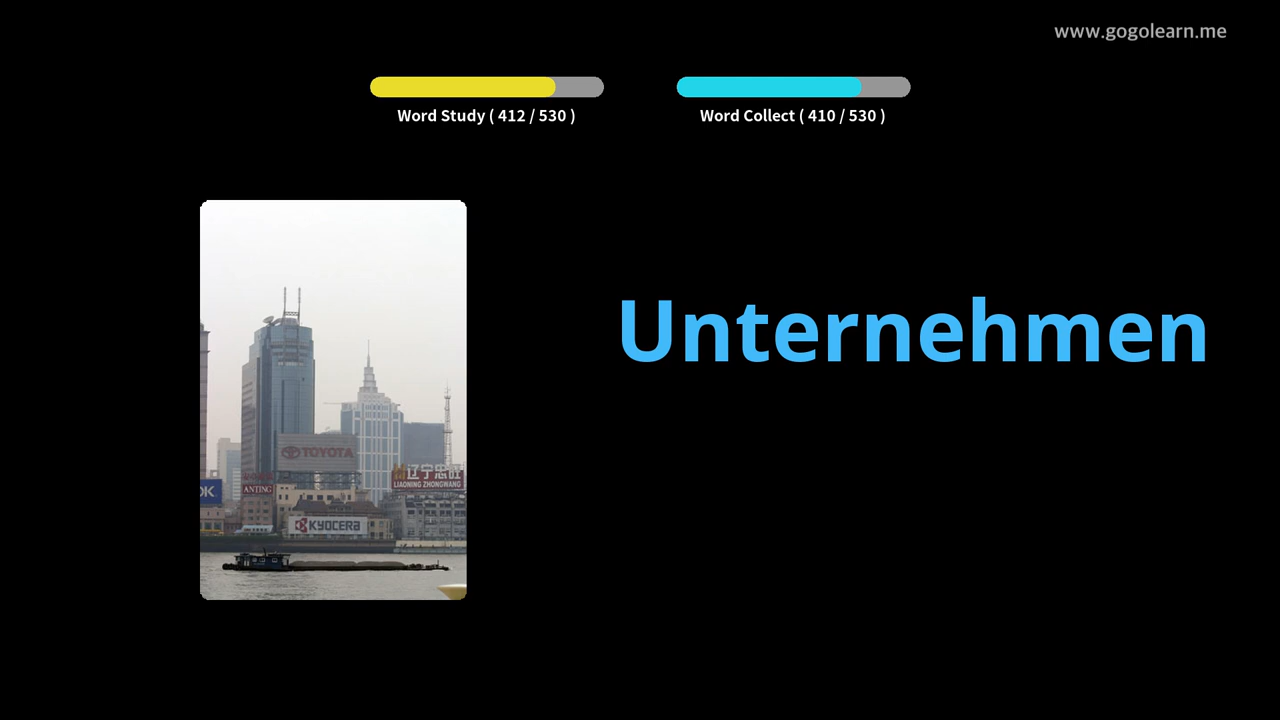 www.gogolearn.me
Word Study ( 412 / 530 )
Word Collect ( 410 / 530 )
Unternehmen
TOYOTA
辽宁忠旺
LIAONING ZHONGWANG
OK
ANTING
KYOCERA